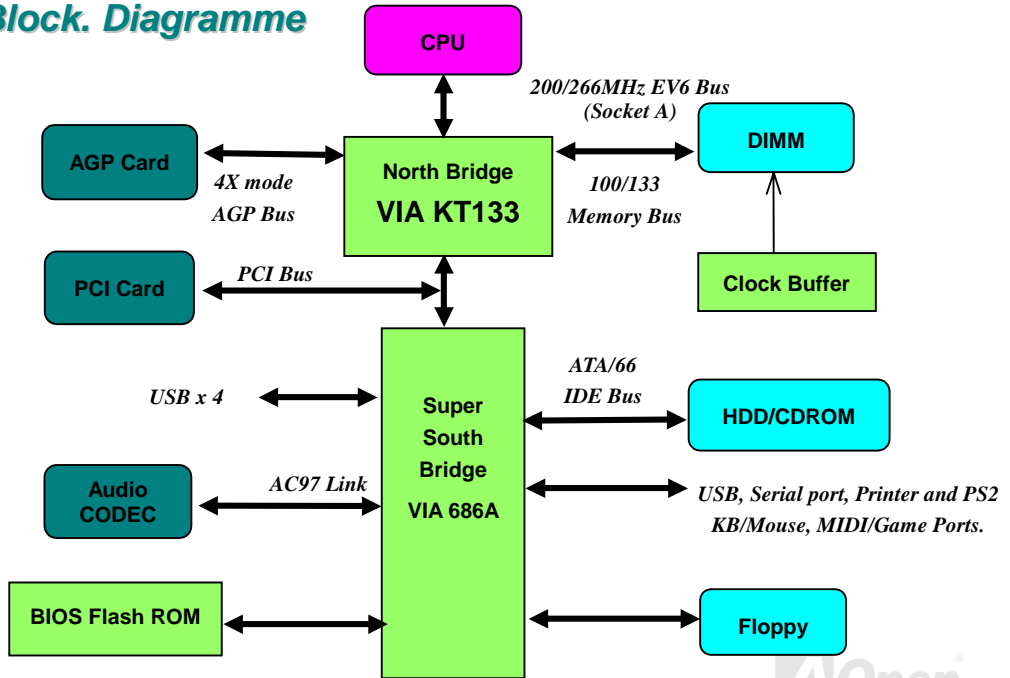 Block. Diagramme
CPU
200/266MHz EV6 Bus
(Socket A)
AGP Card
4X mode
AGP Bus
North Bridge
VIA KT133
DIMM
100/133
Memory Bus
PCI Card
PCI Bus
Clock Buffer
USB x 4
Super
South
Bridge
VIA 686A
ATA/66
IDE Bus
HDD/CDROM
Audio
CODEC
AC97 Link
USB, Serial port, Printer and PS2
KB/Mouse, MIDI/Game Ports.
BIOS Flash ROM
Floppy
AOpen
®